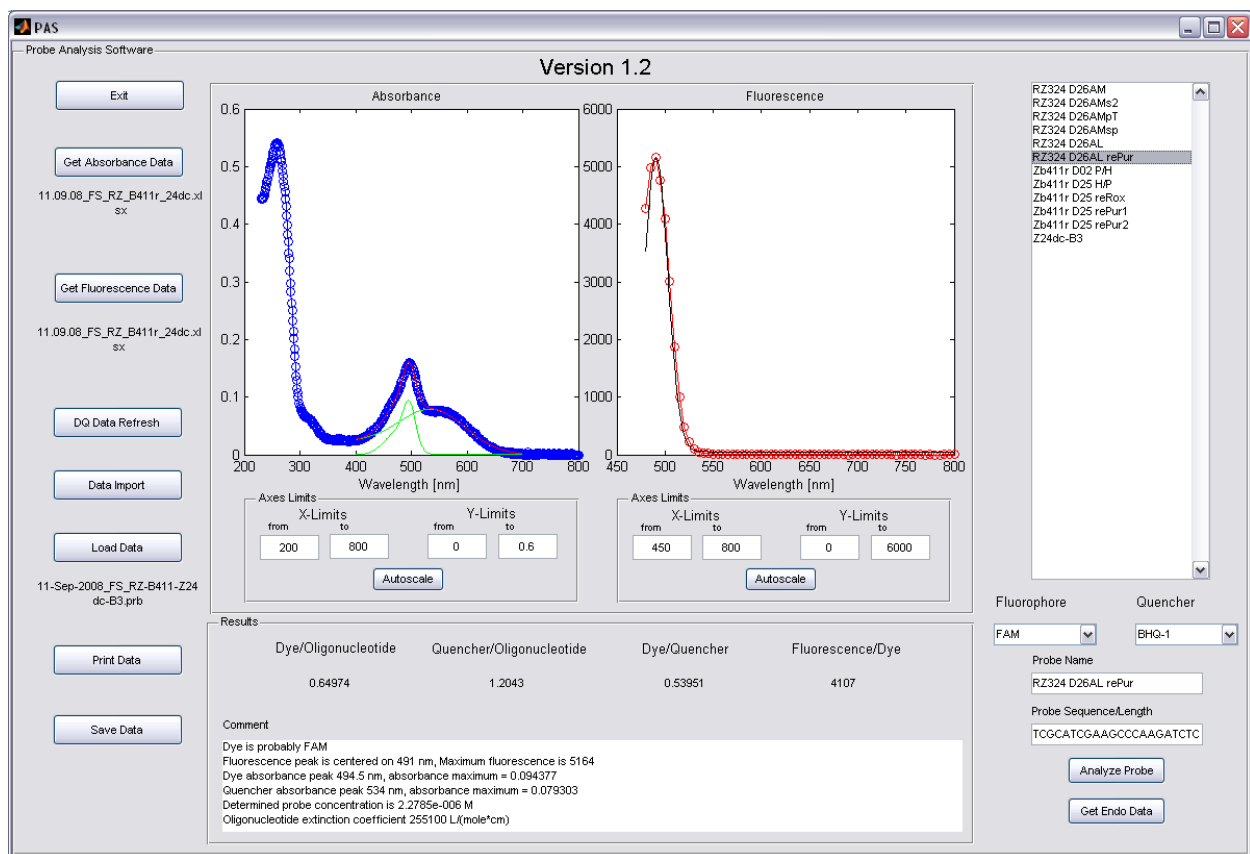 PAS
Probe Analysis Software
Version 1.2
Exit
Get Absorbance Data
11.09.08_FS_RZ_B411r_24dc.xl
sx
Get Fluorescence Data
11.09.08_FS_RZ_B411r_24dc.xl
sx
DQ Data Refresh
Data Import
Load Data
11-Sep-2008_FS_RZ-B411-Z24
dc-B3.prb
Print Data
Save Data
Absorbance
0.6
0.5
0.4
0.3
0.2
0.1
0
200 300 400 500 600 700 800
Wavelength [nm]
Axes Limits
X-Limits Y-Limits
from to from to
200 800 0 0.6
Autoscale
Fluorescence
6000
5000
4000
3000
2000
1000
0
450 500 550 600 650 700 750 800
Wavelength [nm]
Axes Limits
X-Limits Y-Limits
from to from to
450 800 0 6000
Autoscale
Results
Dye/Oligonucleotide Quencher/Oligonucleotide Dye/Quencher Fluorescence/Dye
0.64974 1.2043 0.53951 4107
Comment
Dye is probably FAM
Fluorescence peak is centered on 491 nm, Maximum fluorescence is 5164
Dye absorbance peak 494.5 nm, absorbance maximum = 0.094377
Quencher absorbance peak 534 nm, absorbance maximum = 0.079303
Determined probe concentration is 2.2785e-006 M
Oligonucleotide extinction coefficient 255100 L/(mole*cm)
RZ324 D26AM
RZ324 D26AMs2
RZ324 D26AMpT
RZ324 D26AMsp
RZ324 D26AL
RZ324 D26AL rePur
Zb411r D02 P/H
Zb411r D25 H/P
Zb411r D25 reRox
Zb411r D25 rePur1
Zb411r D25 rePur2
Z24dc-B3
Fluorophore Quencher
FAM BHQ-1
Probe Name
RZ324 D26AL rePur
Probe Sequence/Length
TCGCATCGAAGCCCAAGATCTC
Analyze Probe
Get Endo Data